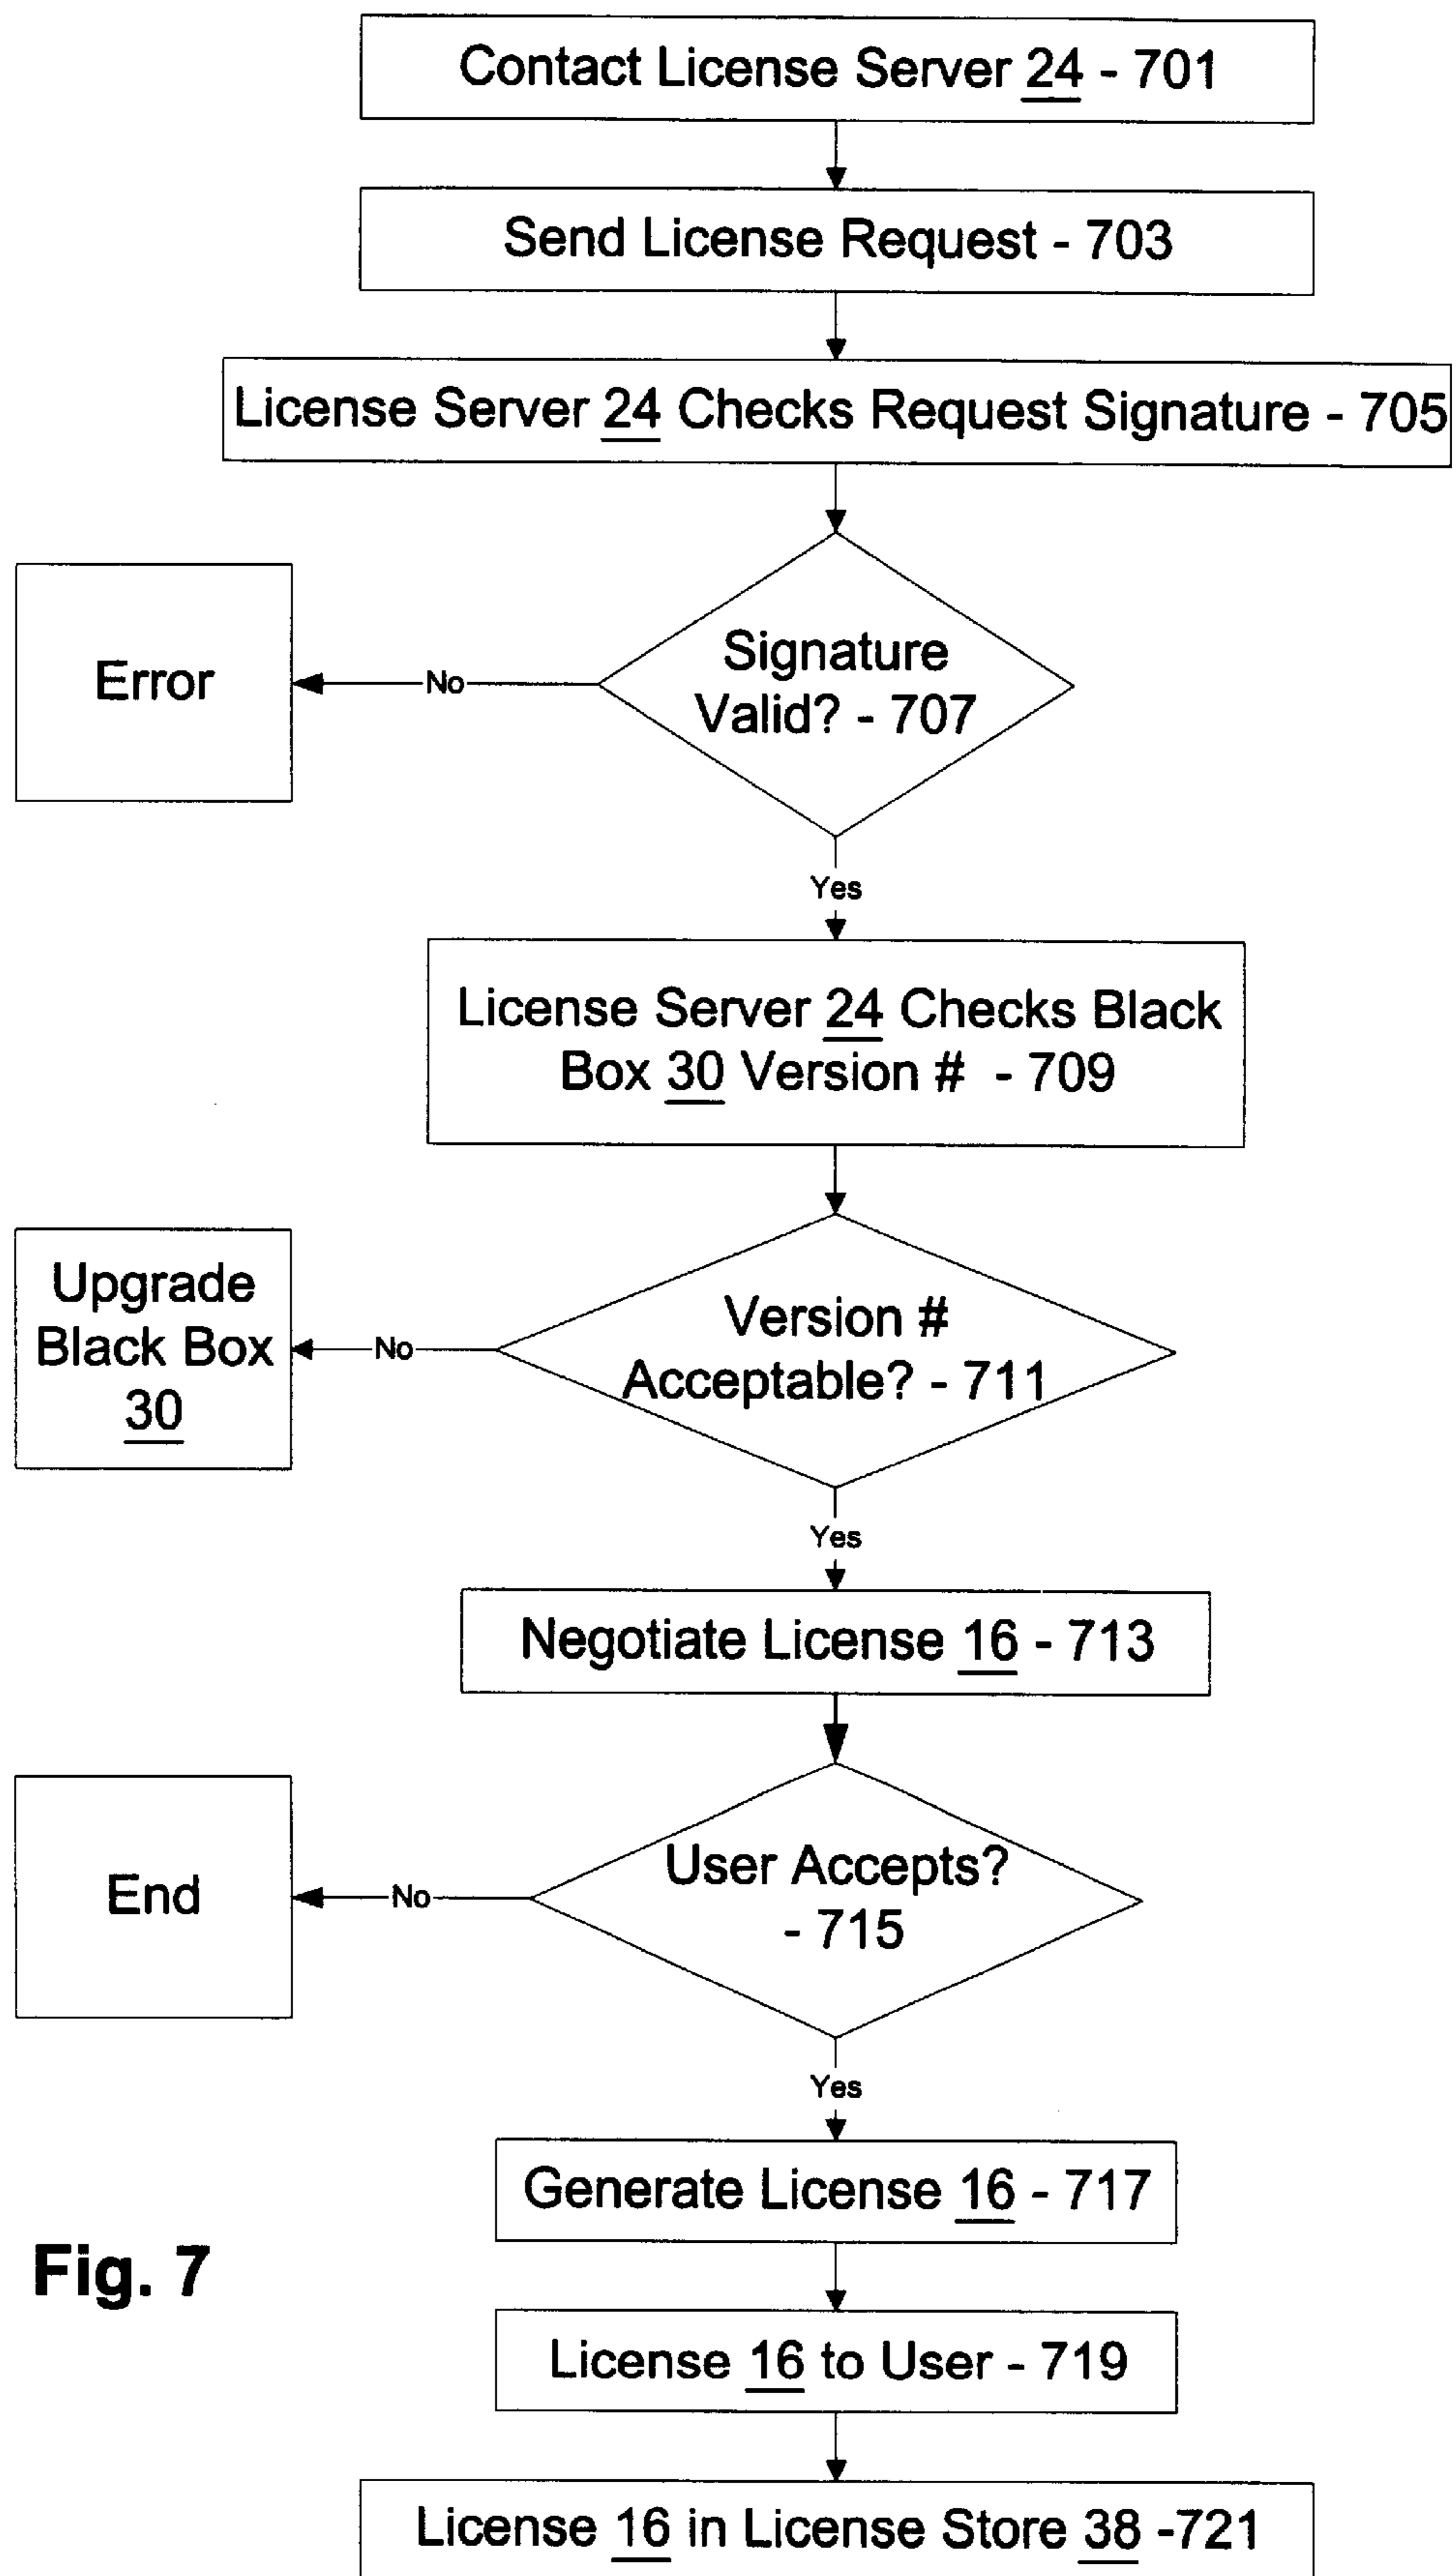 Contact License Server 24 - 701
Send License Request - 703
License Server 24 Checks Request Signature - 705
Signature
Valid? - 707
No
Error
Yes
License Server 24 Checks Black
Box 30 Version # - 709
Version #
Acceptable? - 711
No
Upgrade
Black Box
30
Yes
Negotiate License 16 - 713
User Accepts?
- 715
No
End
Yes
Generate License 16 - 717
License 16 to User - 719
License 16 in License Store 38 -721
Fig. 7